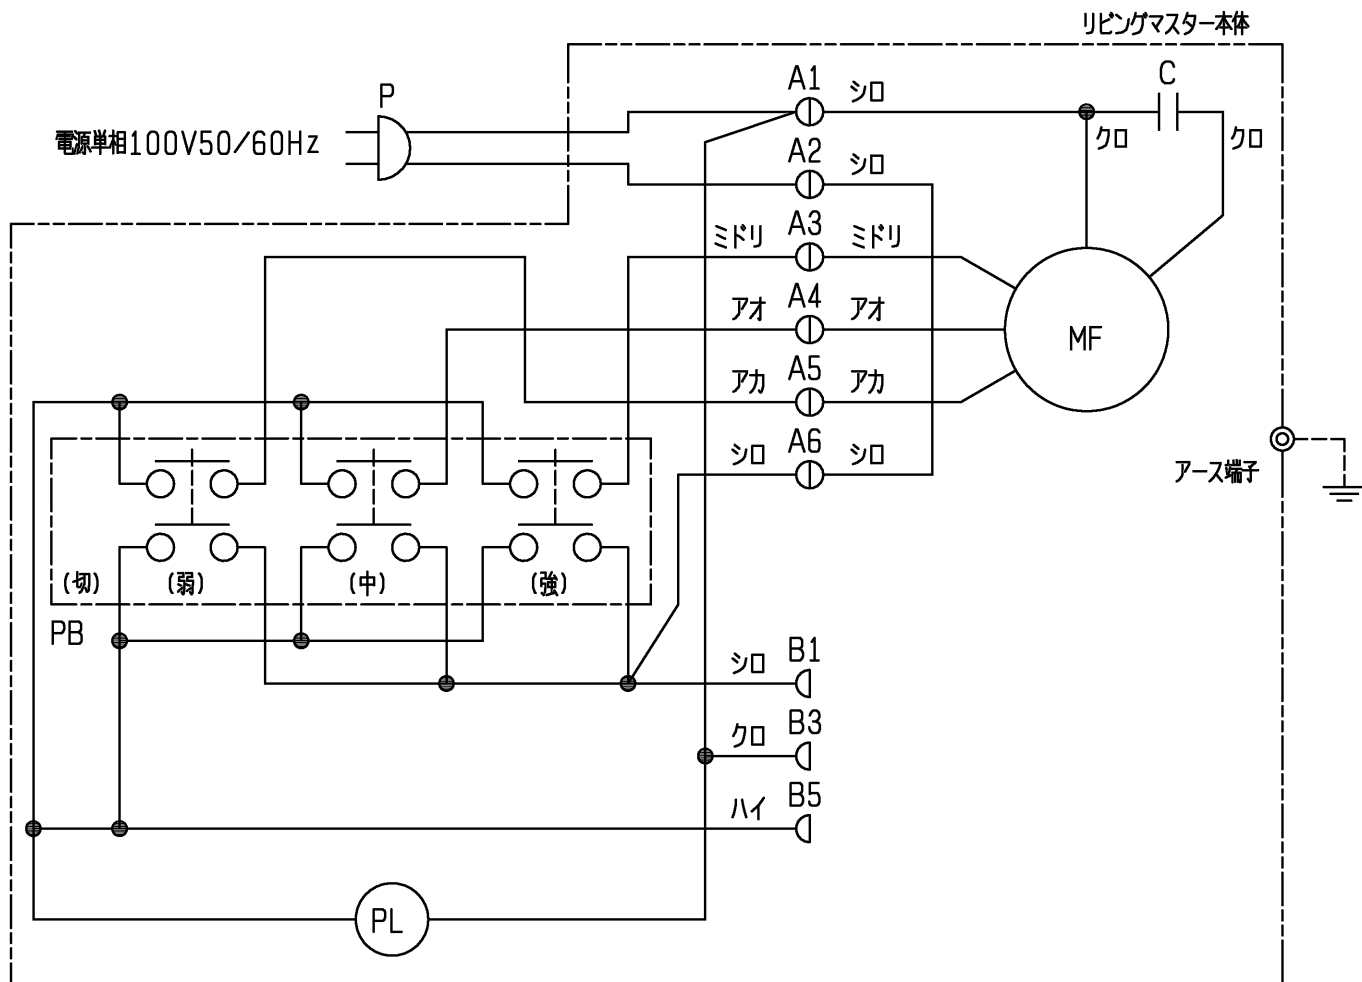 リビングマスター本体
P
電源単相100V50/60Hz
A1
シロ
C
クロ
クロ
A2
シロ
A3
ミドリ
ミドリ
A4
アオ
アオ
MF
A5
アカ
アカ
A6
シロ
シロ
アース端子
(切)
(弱)
(中)
(強)
PB
B1
シロ
B3
クロ
B5
ハイ
PL